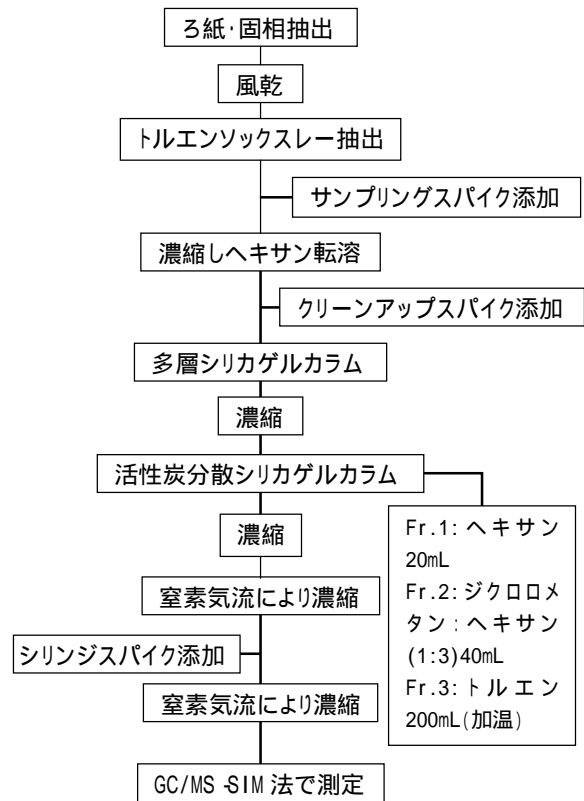 ろ紙・固相抽出
風乾
トルエンソックスレー抽出
サンプリングスパイク添加
濃縮しヘキサン転溶
クリーンアップスパイク添加
多層シリカゲルカラム
濃縮
活性炭分散シリカゲルカラム
濃縮
Fr.1:ヘキサン
20mL
Fr.2:ジクロロメ
タン:ヘキサン
(1:3)40mL
Fr.3:トルエン
200mL(加温)
窒素気流により濃縮
シリンジスパイク添加
窒素気流により濃縮
GC/MS-SIM法で測定